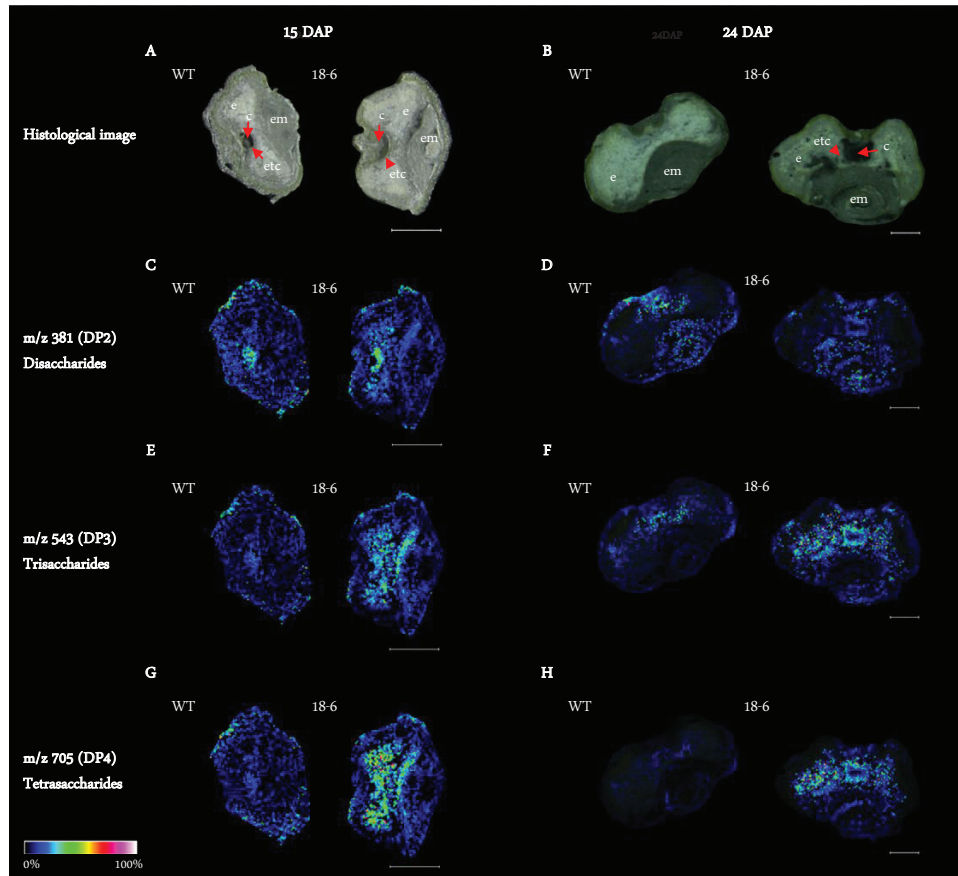 15 DAP
24DAP
24 DAP
A
B
WT
18-6
WT
18-6
Histological image
e
c
em
etc
c
e
em
etc
e
em
etc
e
c
em
C
D
WT
18-6
WT
18-6
m/z 381 (DP2)
Disaccharides
E
F
WT
18-6
WT
18-6
m/z 543 (DP3)
Trisaccharides
G
H
WT
18-6
WT
18-6
m/z 705 (DP4)
Tetrasaccharides
0%
100%